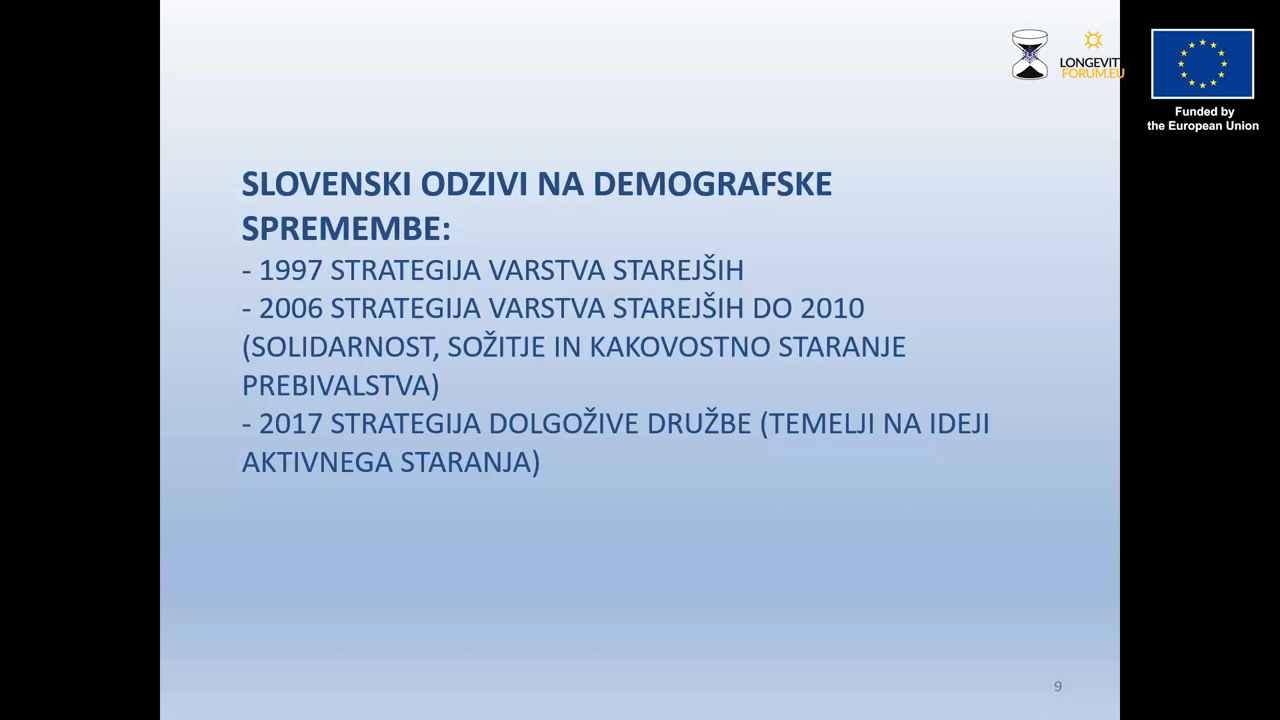 LONGEVIT
FORUM.EU
Funded by
the European Union
SLOVENSKI ODZIVI NA DEMOGRAFSKE
SPREMEMBE:
- 1997 STRATEGIJA VARSTVA STAREJŠIH
- 2006 STRATEGIJA VARSTVA STAREJŠIH DO 2010
(SOLIDARNOST, SOŽITJE IN KAKOVOSTNO STARANJE
PREBIVALSTVA)
- 2017 STRATEGIJA DOLGOŽIVE DRUŽBE (TEMELJI NA IDEJI
AKTIVNEGA STARANJA)
9